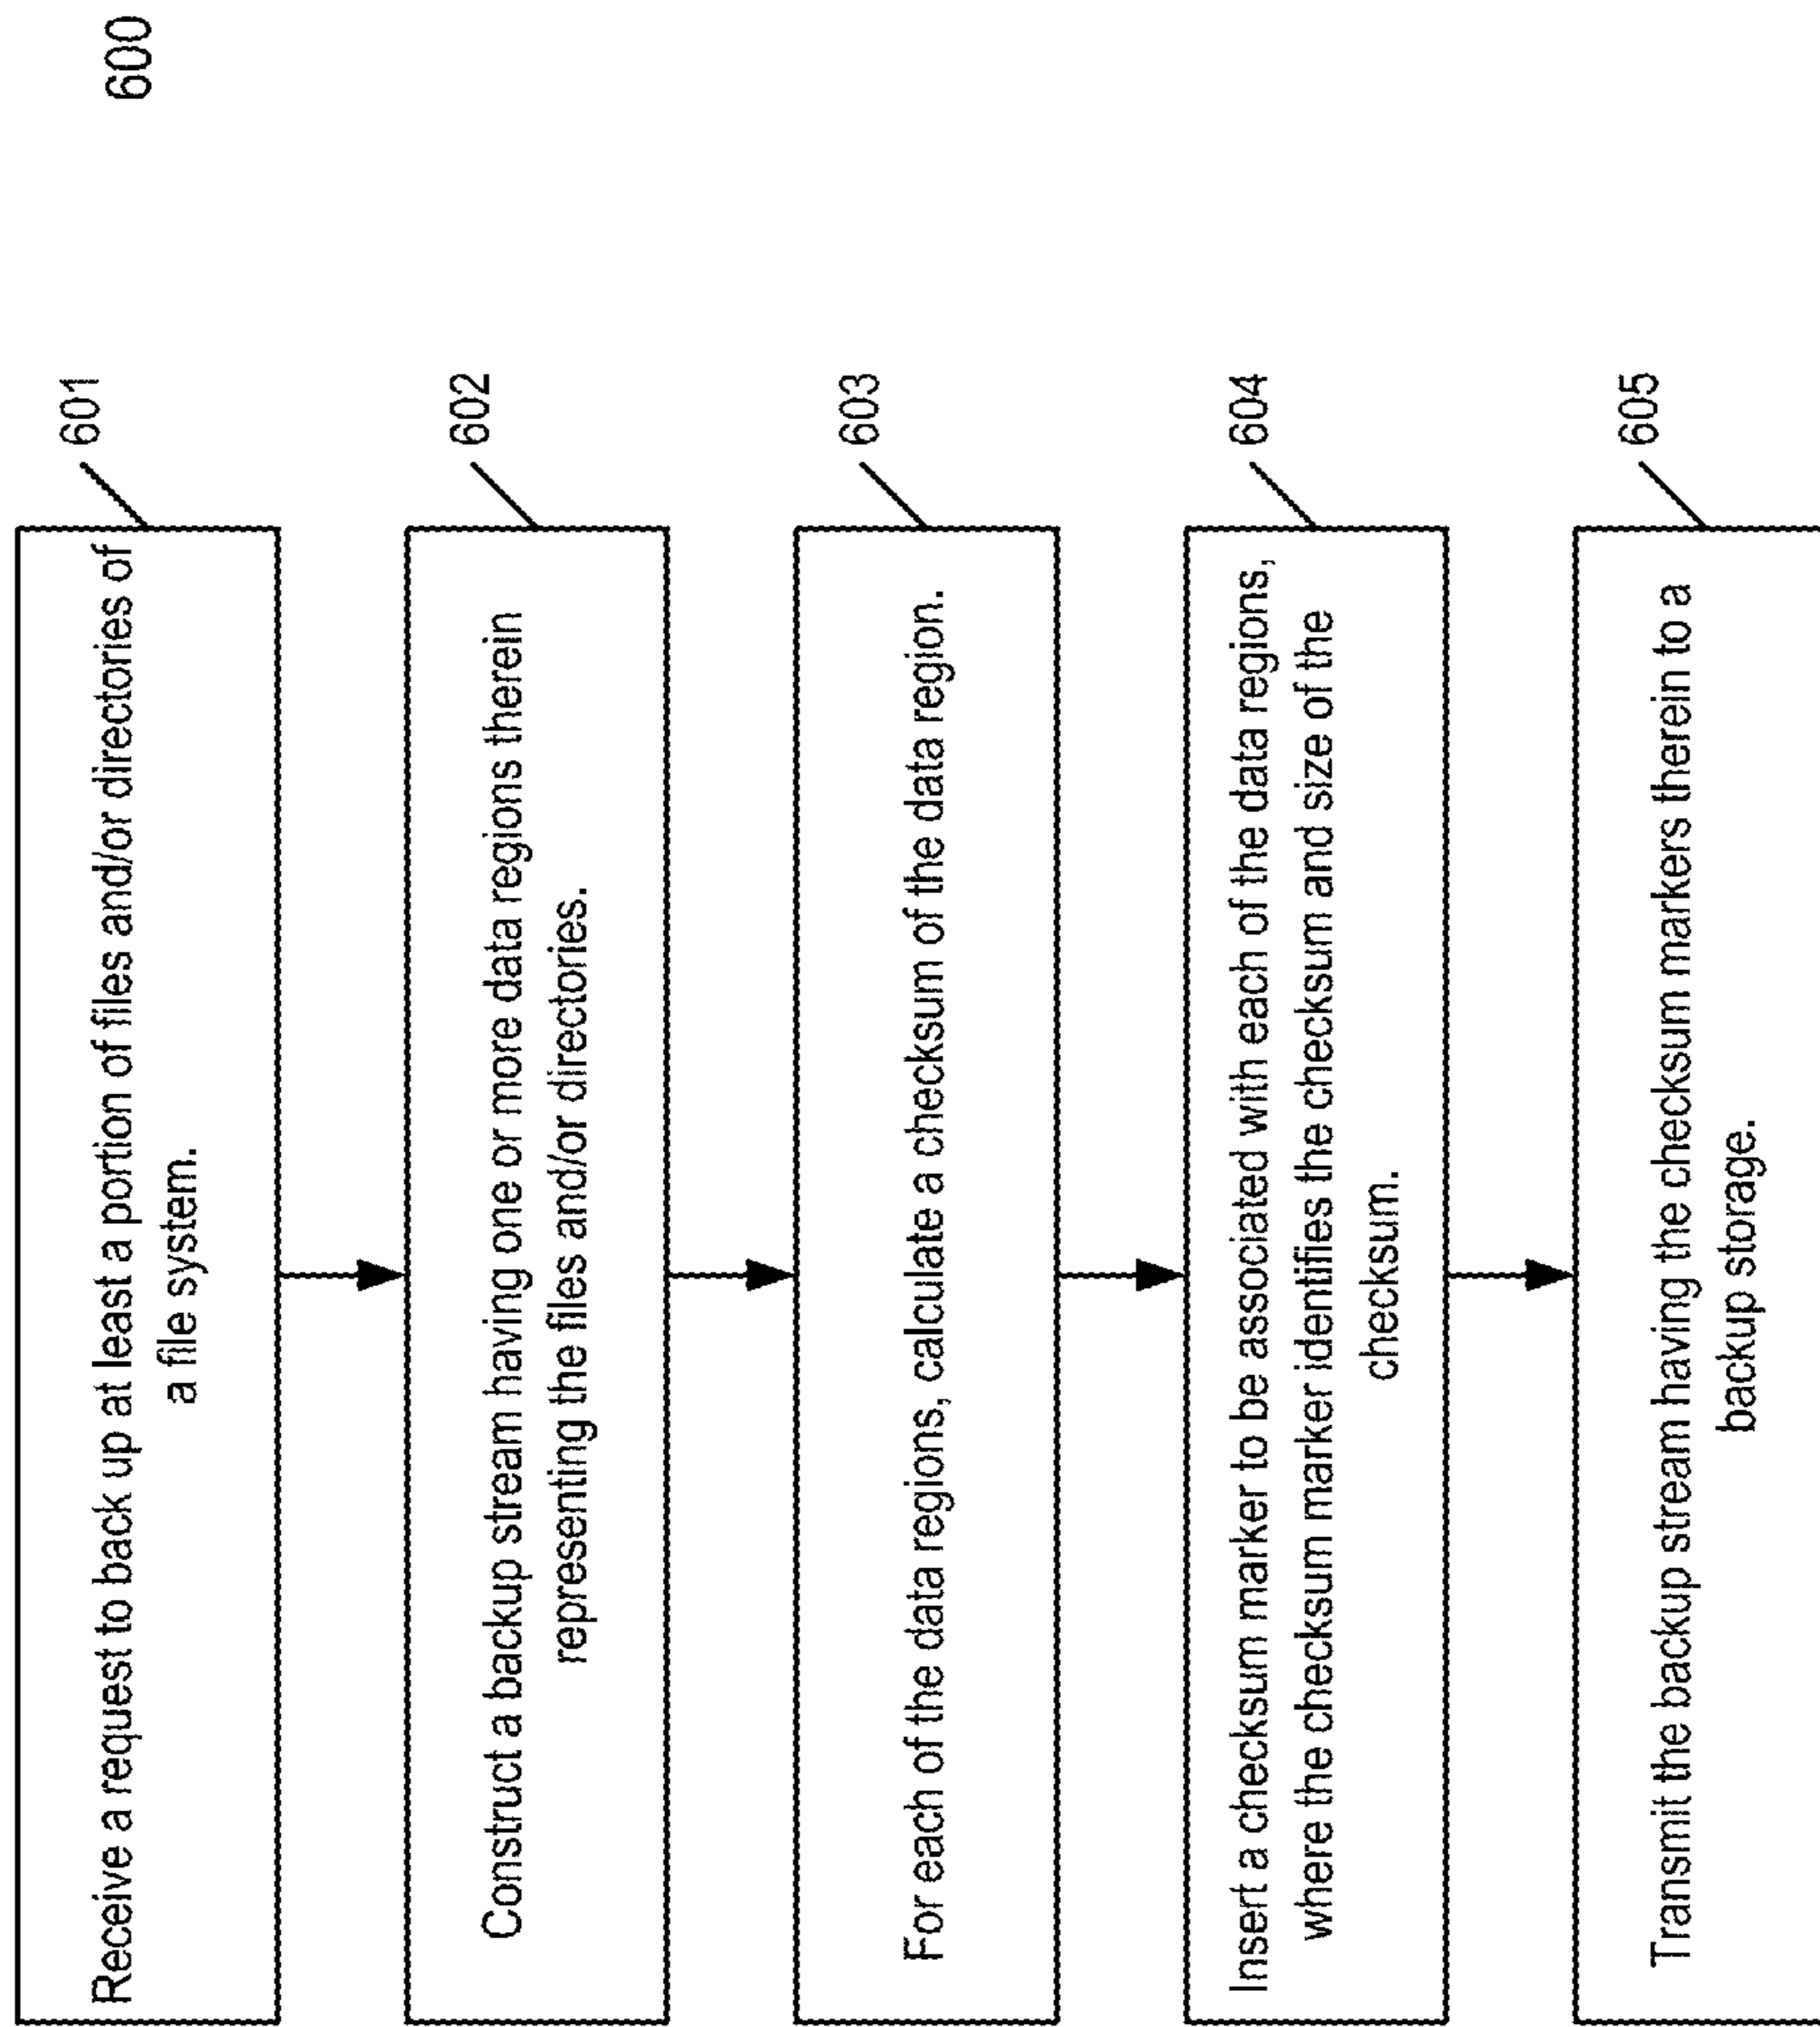 600
601
Receive a request to back up at least a portion of files and/or directories of
a file system.
602
Construct a backup stream having one or more data regions therein
representing the files and/or directories.
603
For each of the data regions, calculate a checksum of the data region.
604
Insert a checksum marker to be associated with each of the data regions,
where the checksum marker identifies the checksum and size of the
checksum.
605
Transmit the backup stream having the checksum markers therein to a
backup storage.